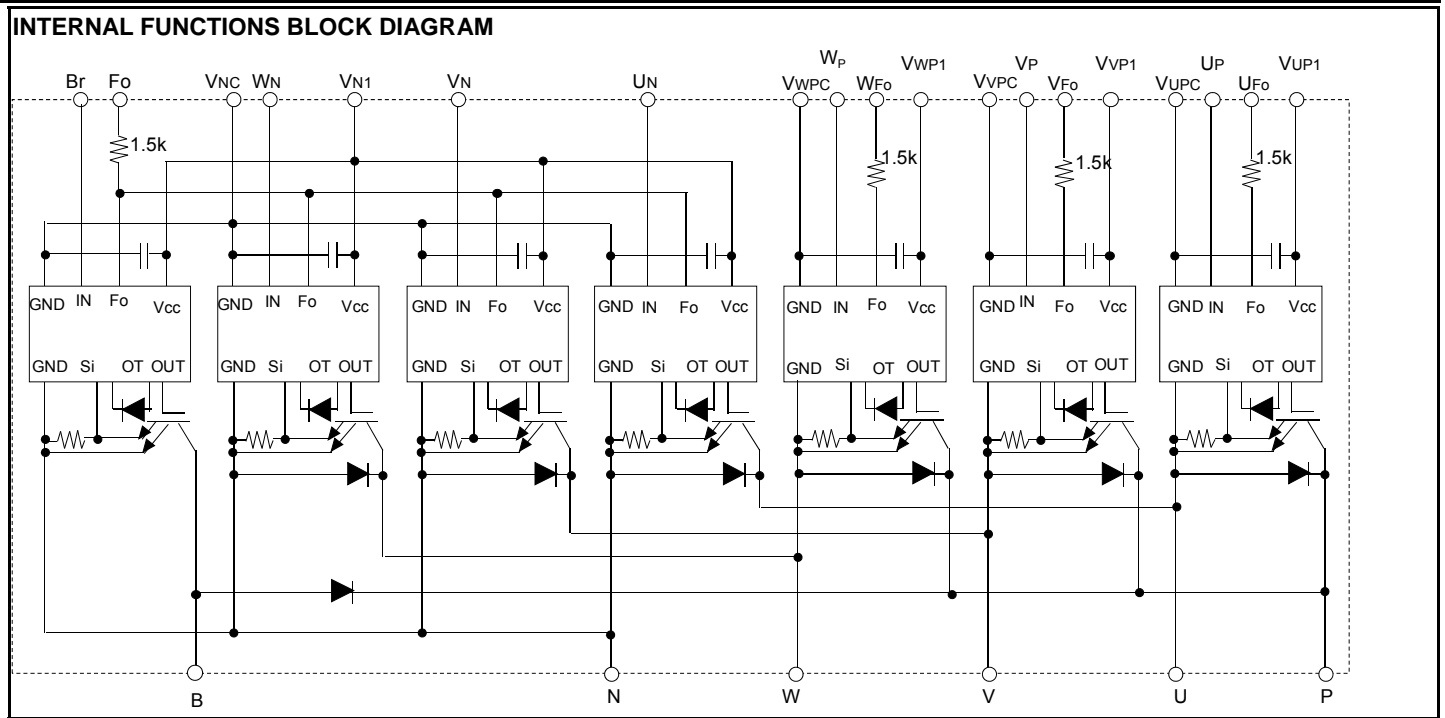 INTERNAL FUNCTIONS BLOCK DIAGRAM
Br Fo VNC WN VN1 VN UN VWPC WP WFo VWP1 VVPC VP VFo VVP1 VUPC UP UFo VUP1
1.5k 1.5k 1.5k 1.5k
GND IN Fo Vcc GND IN Fo Vcc GND IN Fo Vcc GND IN Fo Vcc GND IN Fo Vcc GND IN Fo Vcc GND IN Fo Vcc
GND Si OT OUT GND Si OT OUT GND Si OT OUT GND Si OT OUT GND Si OT OUT GND Si OT OUT GND Si OT OUT
B N W V U P